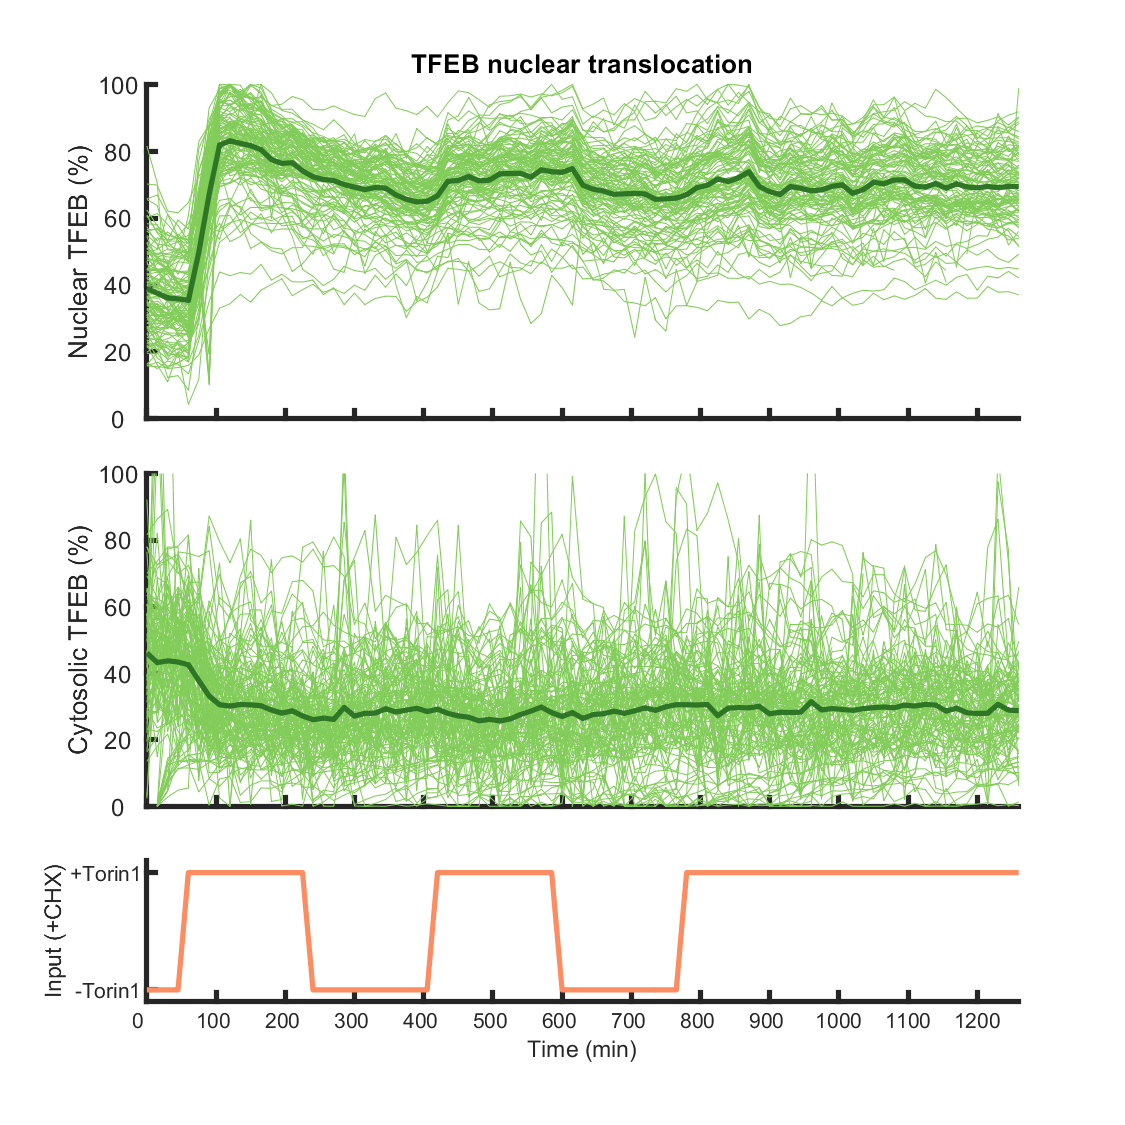 TFEB nuclear translocation
Nuclear TFEB (%)
100
80
60
40
20
0
Cytosolic TFEB (%)
100
80
60
40
20
0
Input (+CHX)
+Torin1
-Torin1
0 100 200 300 400 500 600 700 800 900 1000 1100 1200
Time (min)